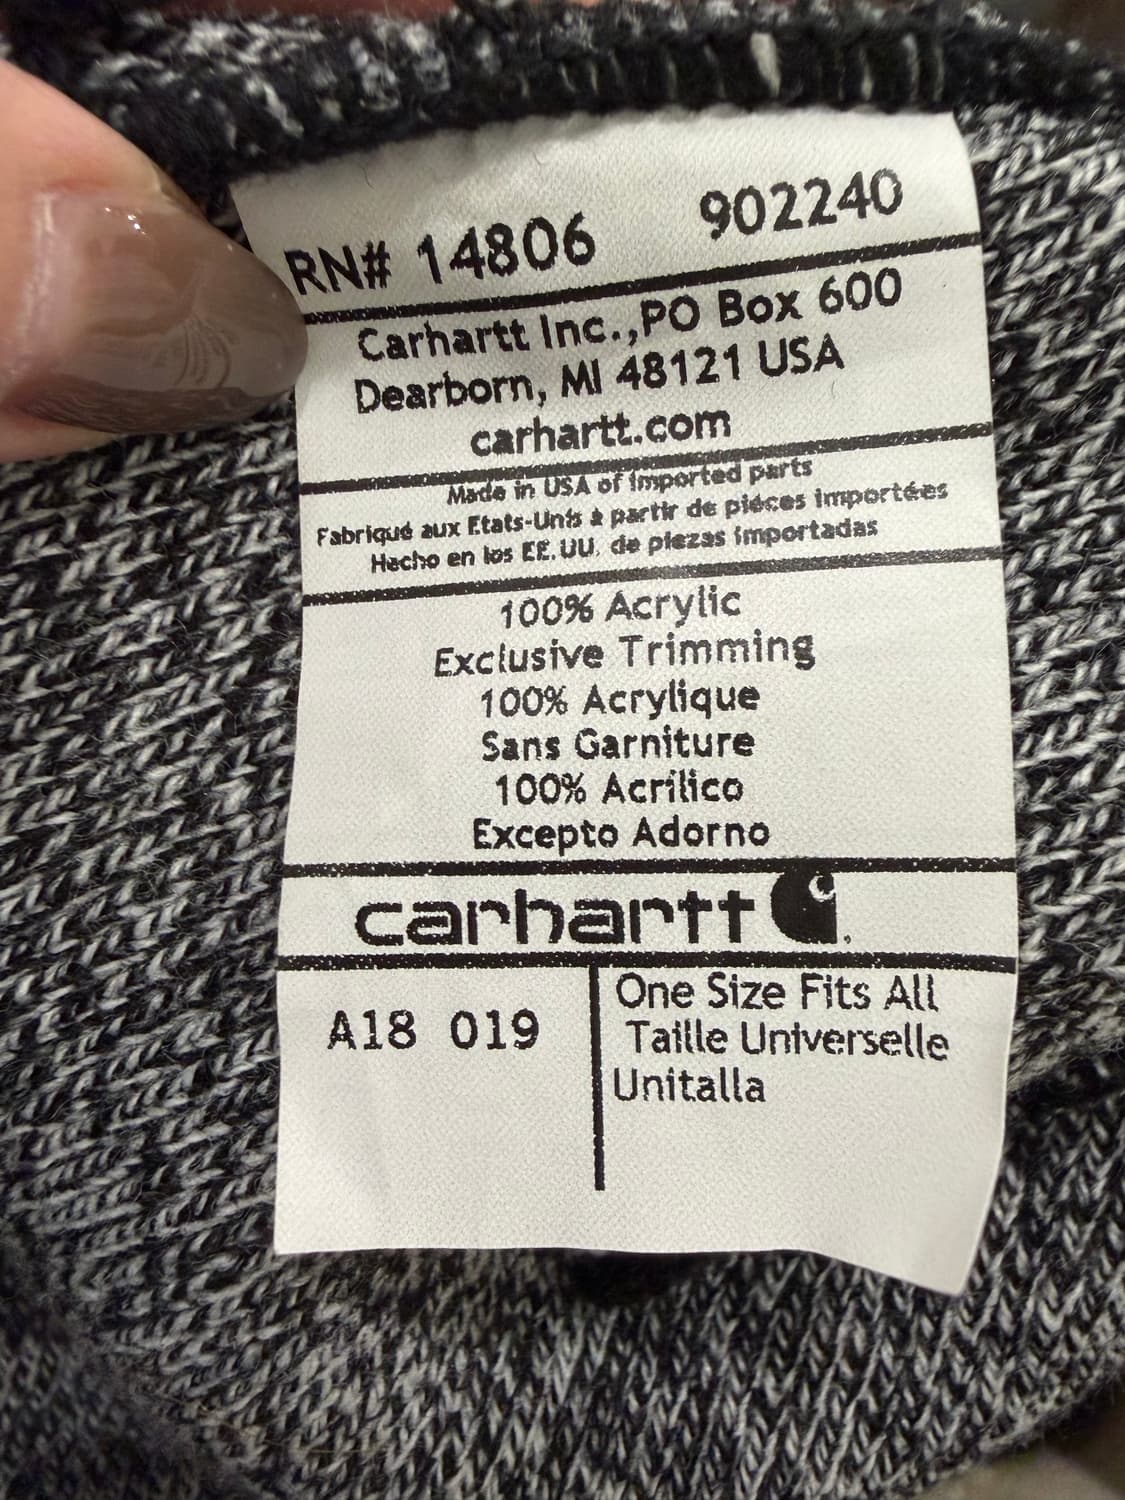 RN# 14806 902240
Carhartt Inc.,PO Box 600
Dearborn, MI 48121 USA
carhartt.com
Made in USA of imported parts
Fabriqué aux Etats-Unis à partir de piéces importées
Hecho en los EE.UU. de piezas importadas
100% Acrylic
Exclusive Trimming
100% Acrylique
Sans Garniture
100% Acrílico
Excepto Adorno
carhartt
A18 019
One Size Fits All
Taille Universelle
Unitalla